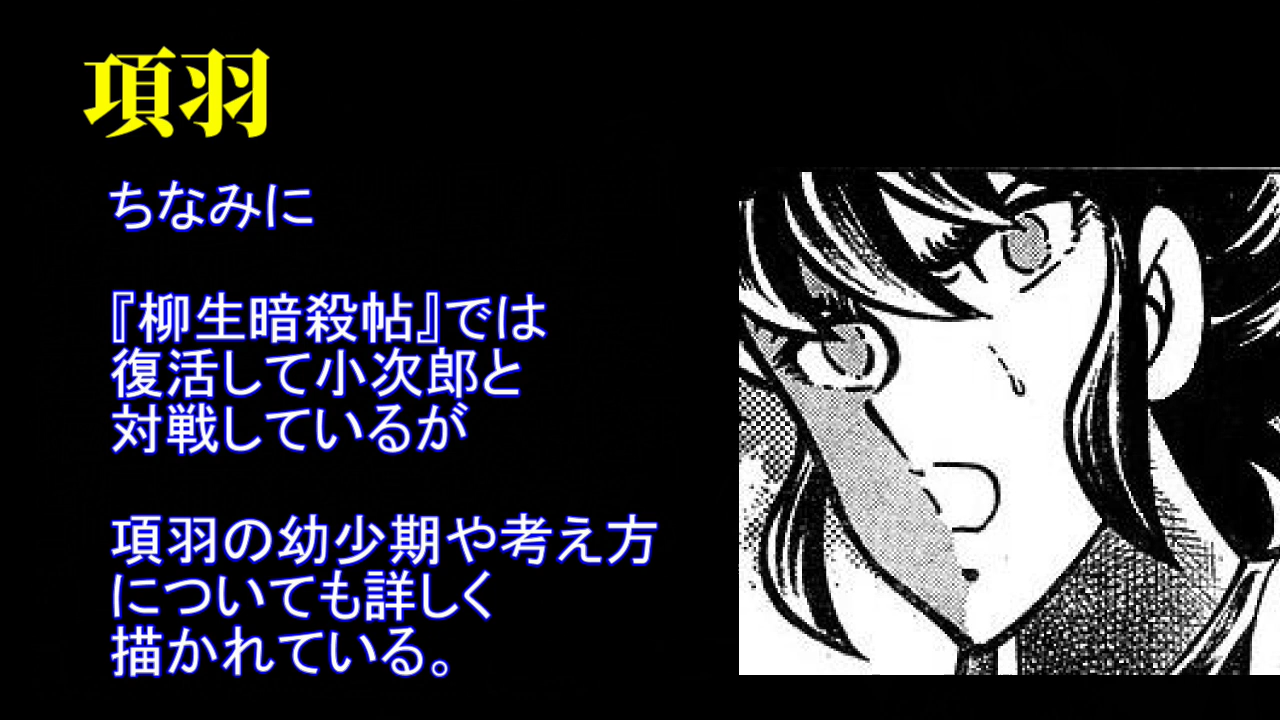 項羽
ちなみに
『柳生暗殺帖』では
復活して小次郎と
対戦しているが
項羽の幼少期や考え方
についても詳しく
描かれている。